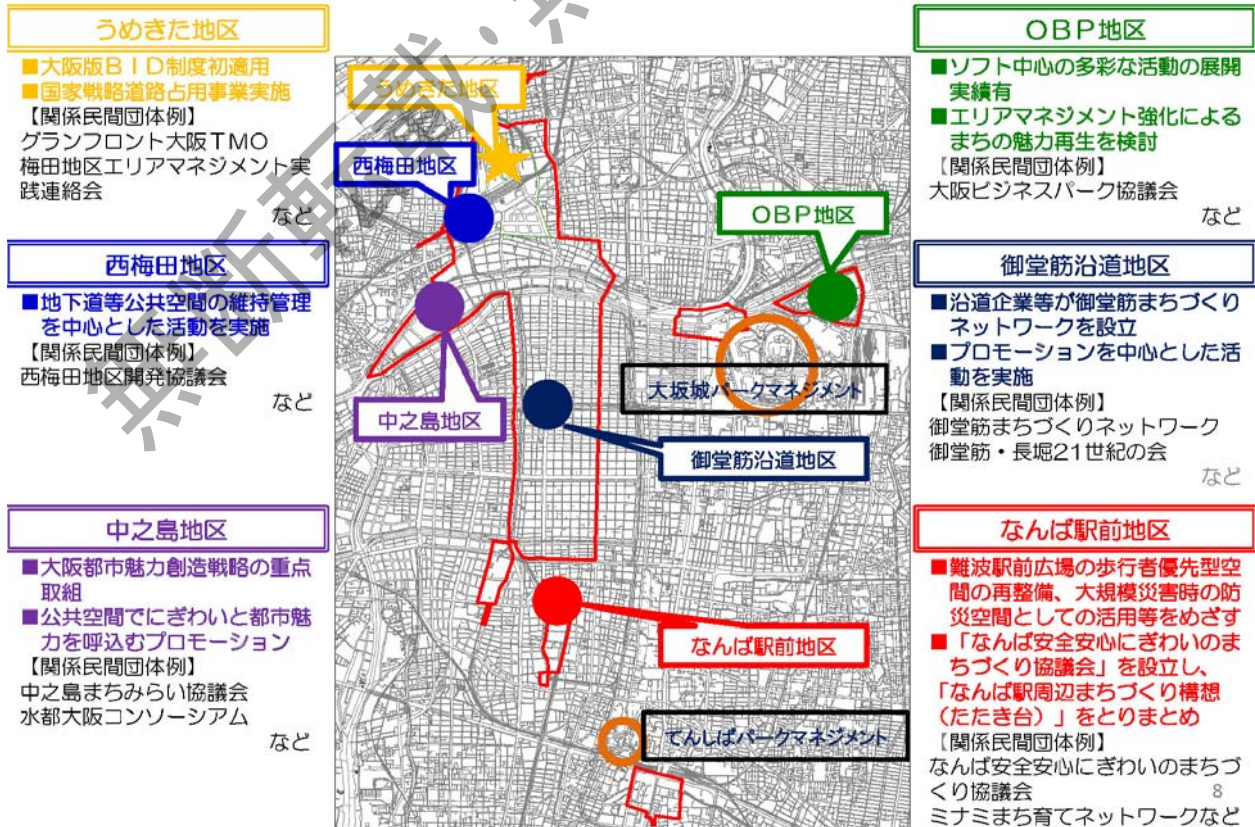 うめきた地区
■大阪版BID制度初適用
■国家戦略道路占用事業実施
【関係民間団体例】
グランフロント大阪TMO
梅田地区エリアマネジメント実
践連絡会
など
西梅田地区
■地下道等公共空間の維持管理
を中心とした活動を実施
【関係民間団体例】
西梅田地区開発協議会
など
中之島地区
■大阪都市魅力創造戦略の重点
取組
■公共空間でにぎわいと都市魅
力を呼込むプロモーション
【関係民間団体例】
中之島まちみらい協議会
水都大阪コンソーシアム
など
無断転載・
うめきた地区
西梅田地区
OBP地区
大坂城パークマネジメント
中之島地区
御堂筋沿道地区
なんば駅前地区
てんしばパークマネジメント
OBP地区
■ソフト中心の多彩な活動の展開
実績有
■エリアマネジメント強化による
まちの魅力再生を検討
【関係民間団体例】
大阪ビジネスパーク協議会
など
御堂筋沿道地区
■沿道企業等が御堂筋まちづくり
ネットワークを設立
■プロモーションを中心とした活
動を実施
【関係民間団体例】
御堂筋まちづくりネットワーク
御堂筋・長堀21世紀の会
など
なんば駅前地区
■難波駅前広場の歩行者優先型空
間の再整備、大規模災害時の防
災空間としての活用等をめざす
■「なんば安全安心にぎわいのま
ちづくり協議会」を設立し、
「なんば駅周辺まちづくり構想
（たたき台）」をとりまとめ
【関係民間団体例】
なんば安全安心にぎわいのまちづ
くり協議会
ミナミまち育てネットワークなど
8